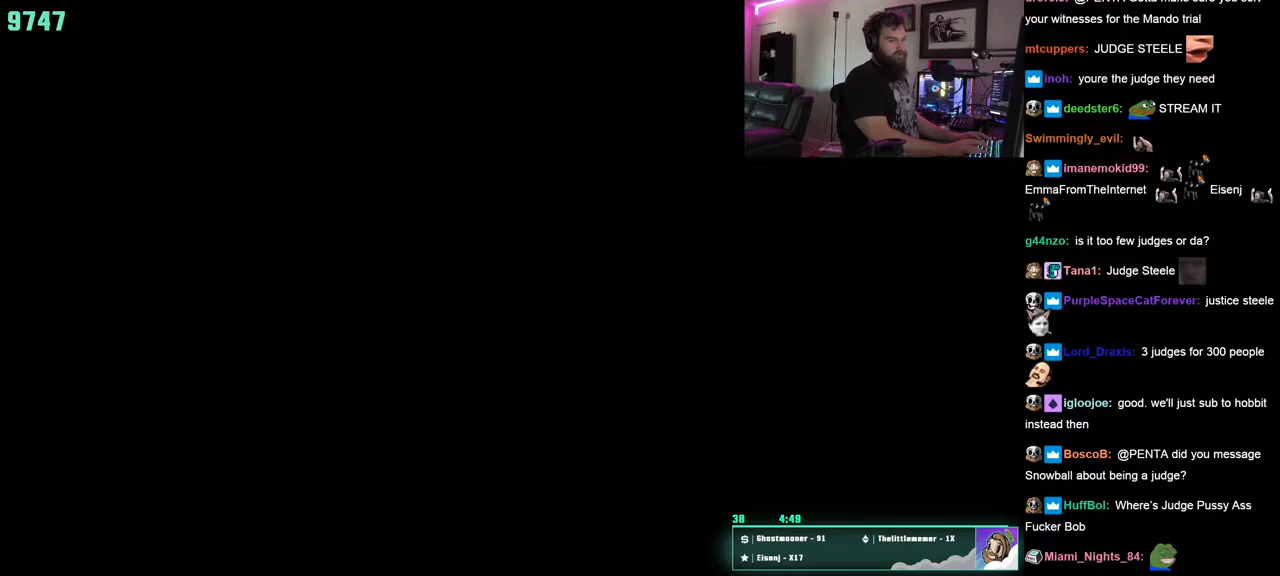 9747
your witnesses for the Mando trial
mtcuppers: JUDGE STEELE
inoh: youre the judge they need
deedster6: STREAM IT
Swimmingly_evil:
imanemokid99:
EmmaFromTheInternet Eisenj
g44nzo: is it too few judges or da?
Tana1: Judge Steele
PurpleSpaceCatForever: justice steele
Lord_Draxis: 3 judges for 300 people
igloojoe: good. we'll just sub to hobbit
instead then
BoscoB: @PENTA did you message
Snowball about being a judge?
HuffBol: Where's Judge Pussy Ass
Fucker Bob
Miami_Nights_84:
38 4:49
Ghostmooner - 91 Thelittlememer - 1X
Eisenj - X17